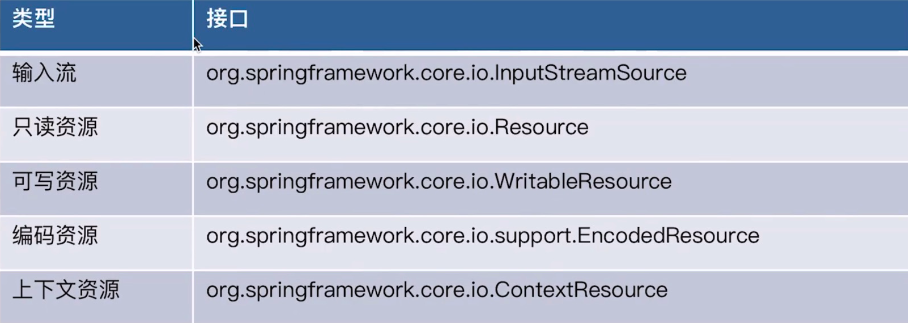 类型 接口
输入流 org.springframework.core.io.InputStreamSource
只读资源 org.springframework.core.io.Resource
可写资源 org.springframework.core.io.WritableResource
编码资源 org.springframework.core.io.support.EncodedResource
上下文资源 org.springframework.core.io.ContextResource